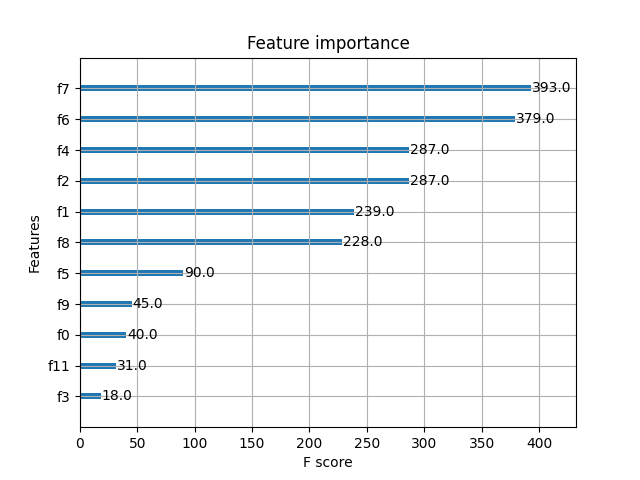 Feature importance
Features
f7 393.0
f6 379.0
f4 287.0
f2 287.0
f1 239.0
f8 228.0
f5 90.0
f9 45.0
f0 40.0
f11 31.0
f3 18.0
0 50 100 150 200 250 300 350 400
F score